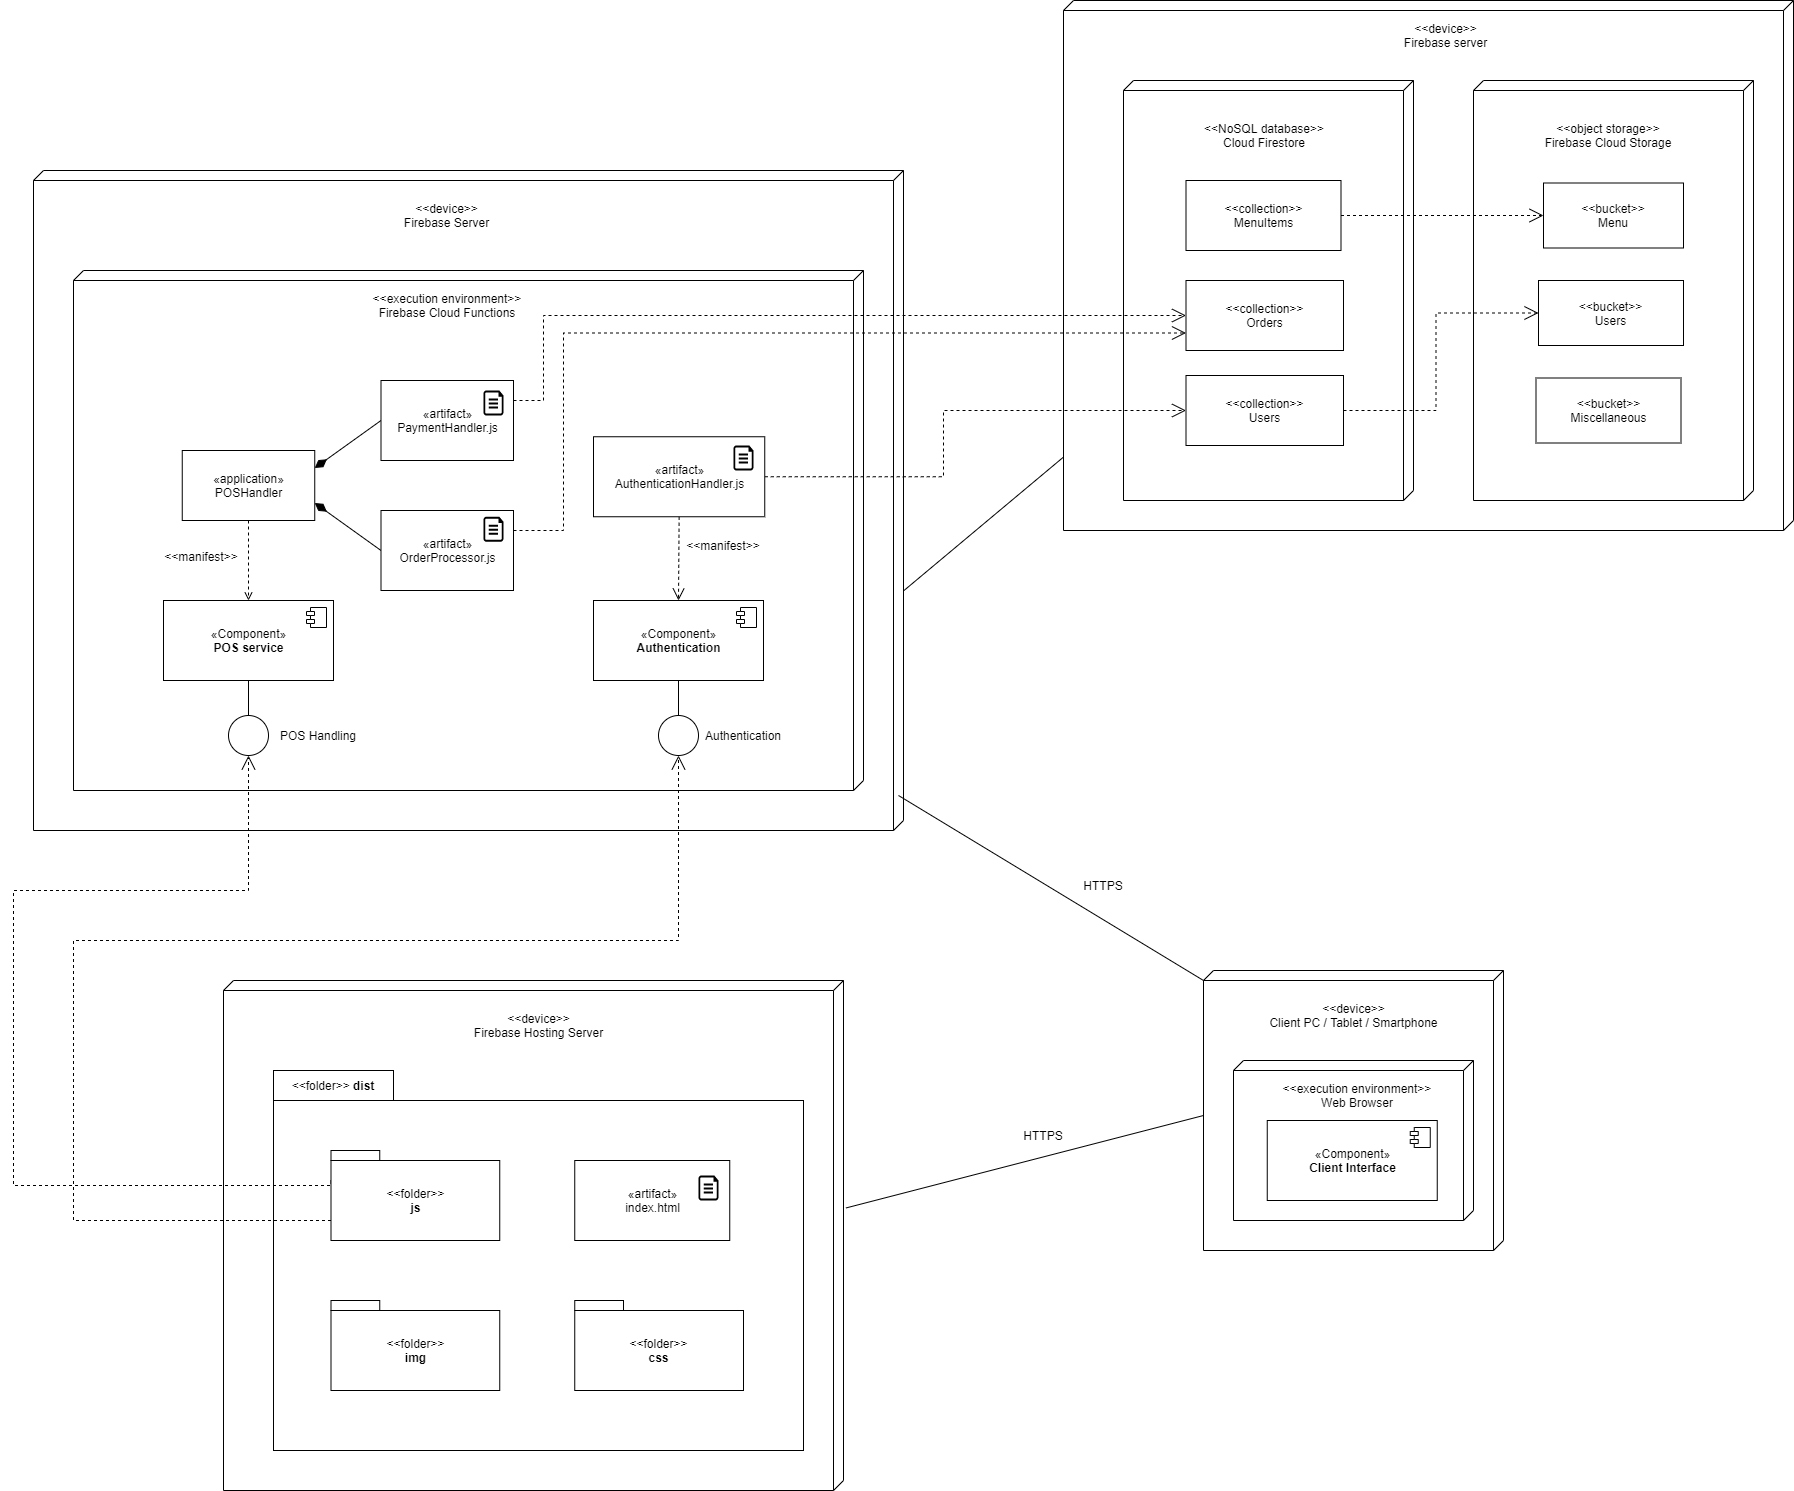 <<device>>
Firebase server
<<NoSQL database>>
Cloud Firestore
<<object storage>>
Firebase Cloud Storage
<<collection>>
MenuItems
<<bucket>>
Menu
<<collection>>
Orders
<<bucket>>
Users
<<collection>>
Users
<<bucket>>
Miscellaneous
<<device>>
Firebase Server
<<execution environment>>
Firebase Cloud Functions
«artifact»
PaymentHandler.js
«application»
POSHandler
«artifact»
AuthenticationHandler.js
«artifact»
OrderProcessor.js
<<manifest>>
<<manifest>>
«Component»
POS service
«Component»
Authentication
POS Handling
Authentication
HTTPS
<<device>>
Firebase Hosting Server
<<folder>> dist
<<folder>>
js
«artifact»
index.html
<<folder>>
img
<<folder>>
css
HTTPS
<<device>>
Client PC / Tablet / Smartphone
<<execution environment>>
Web Browser
«Component»
Client Interface